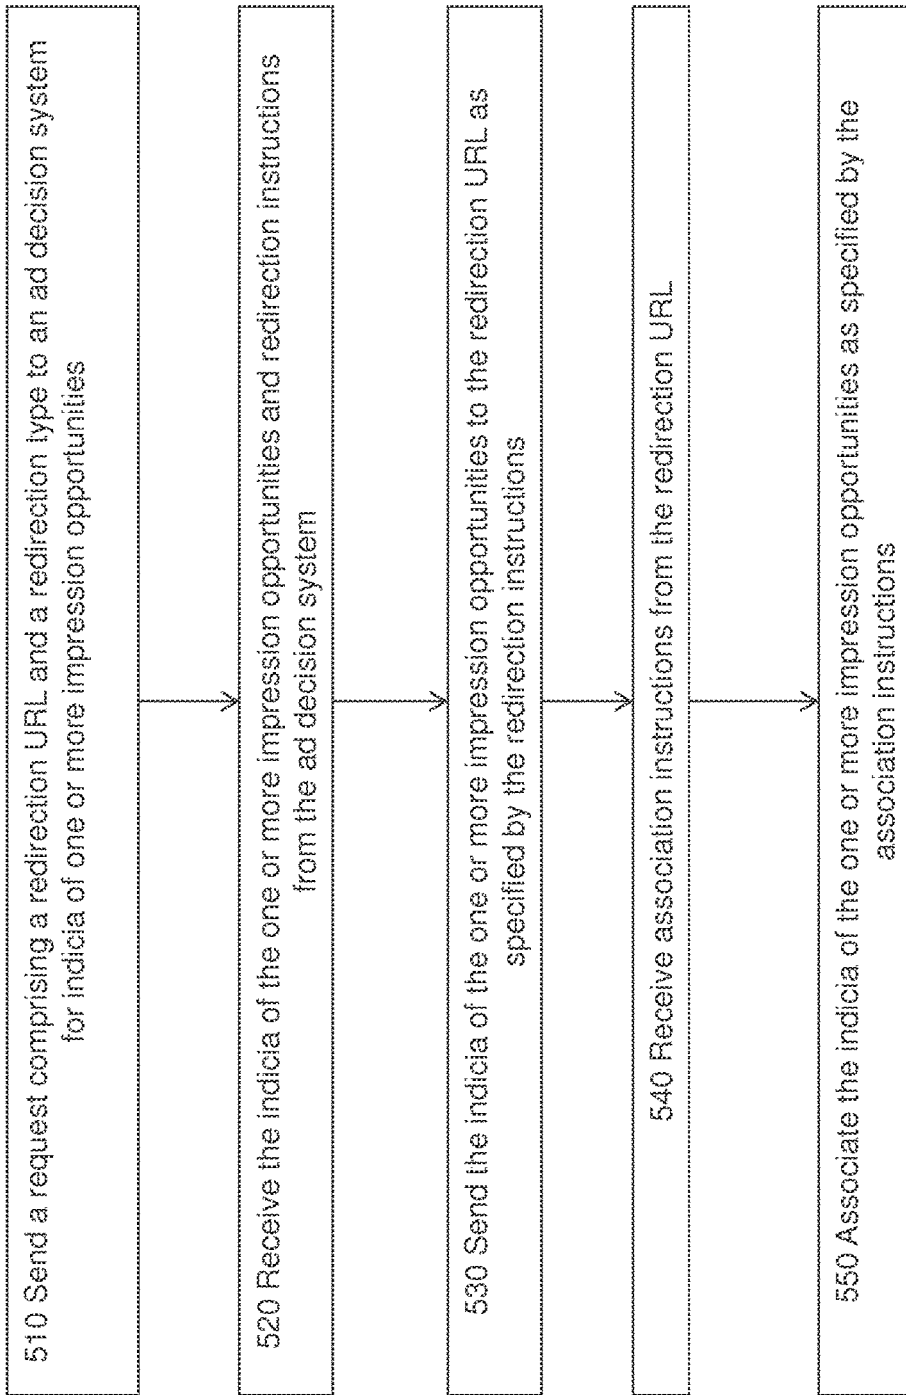 510 Send a request comprising a redirection URL and a redirection type to an ad decision system
for indicia of one or more impression opportunities
520 Receive the indicia of the one or more impression opportunities and redirection instructions
from the ad decision system
530 Send the indicia of the one or more impression opportunities to the redirection URL as
specified by the redirection instructions
540 Receive association instructions from the redirection URL
550 Associate the indicia of the one or more impression opportunities as specified by the
association instructions